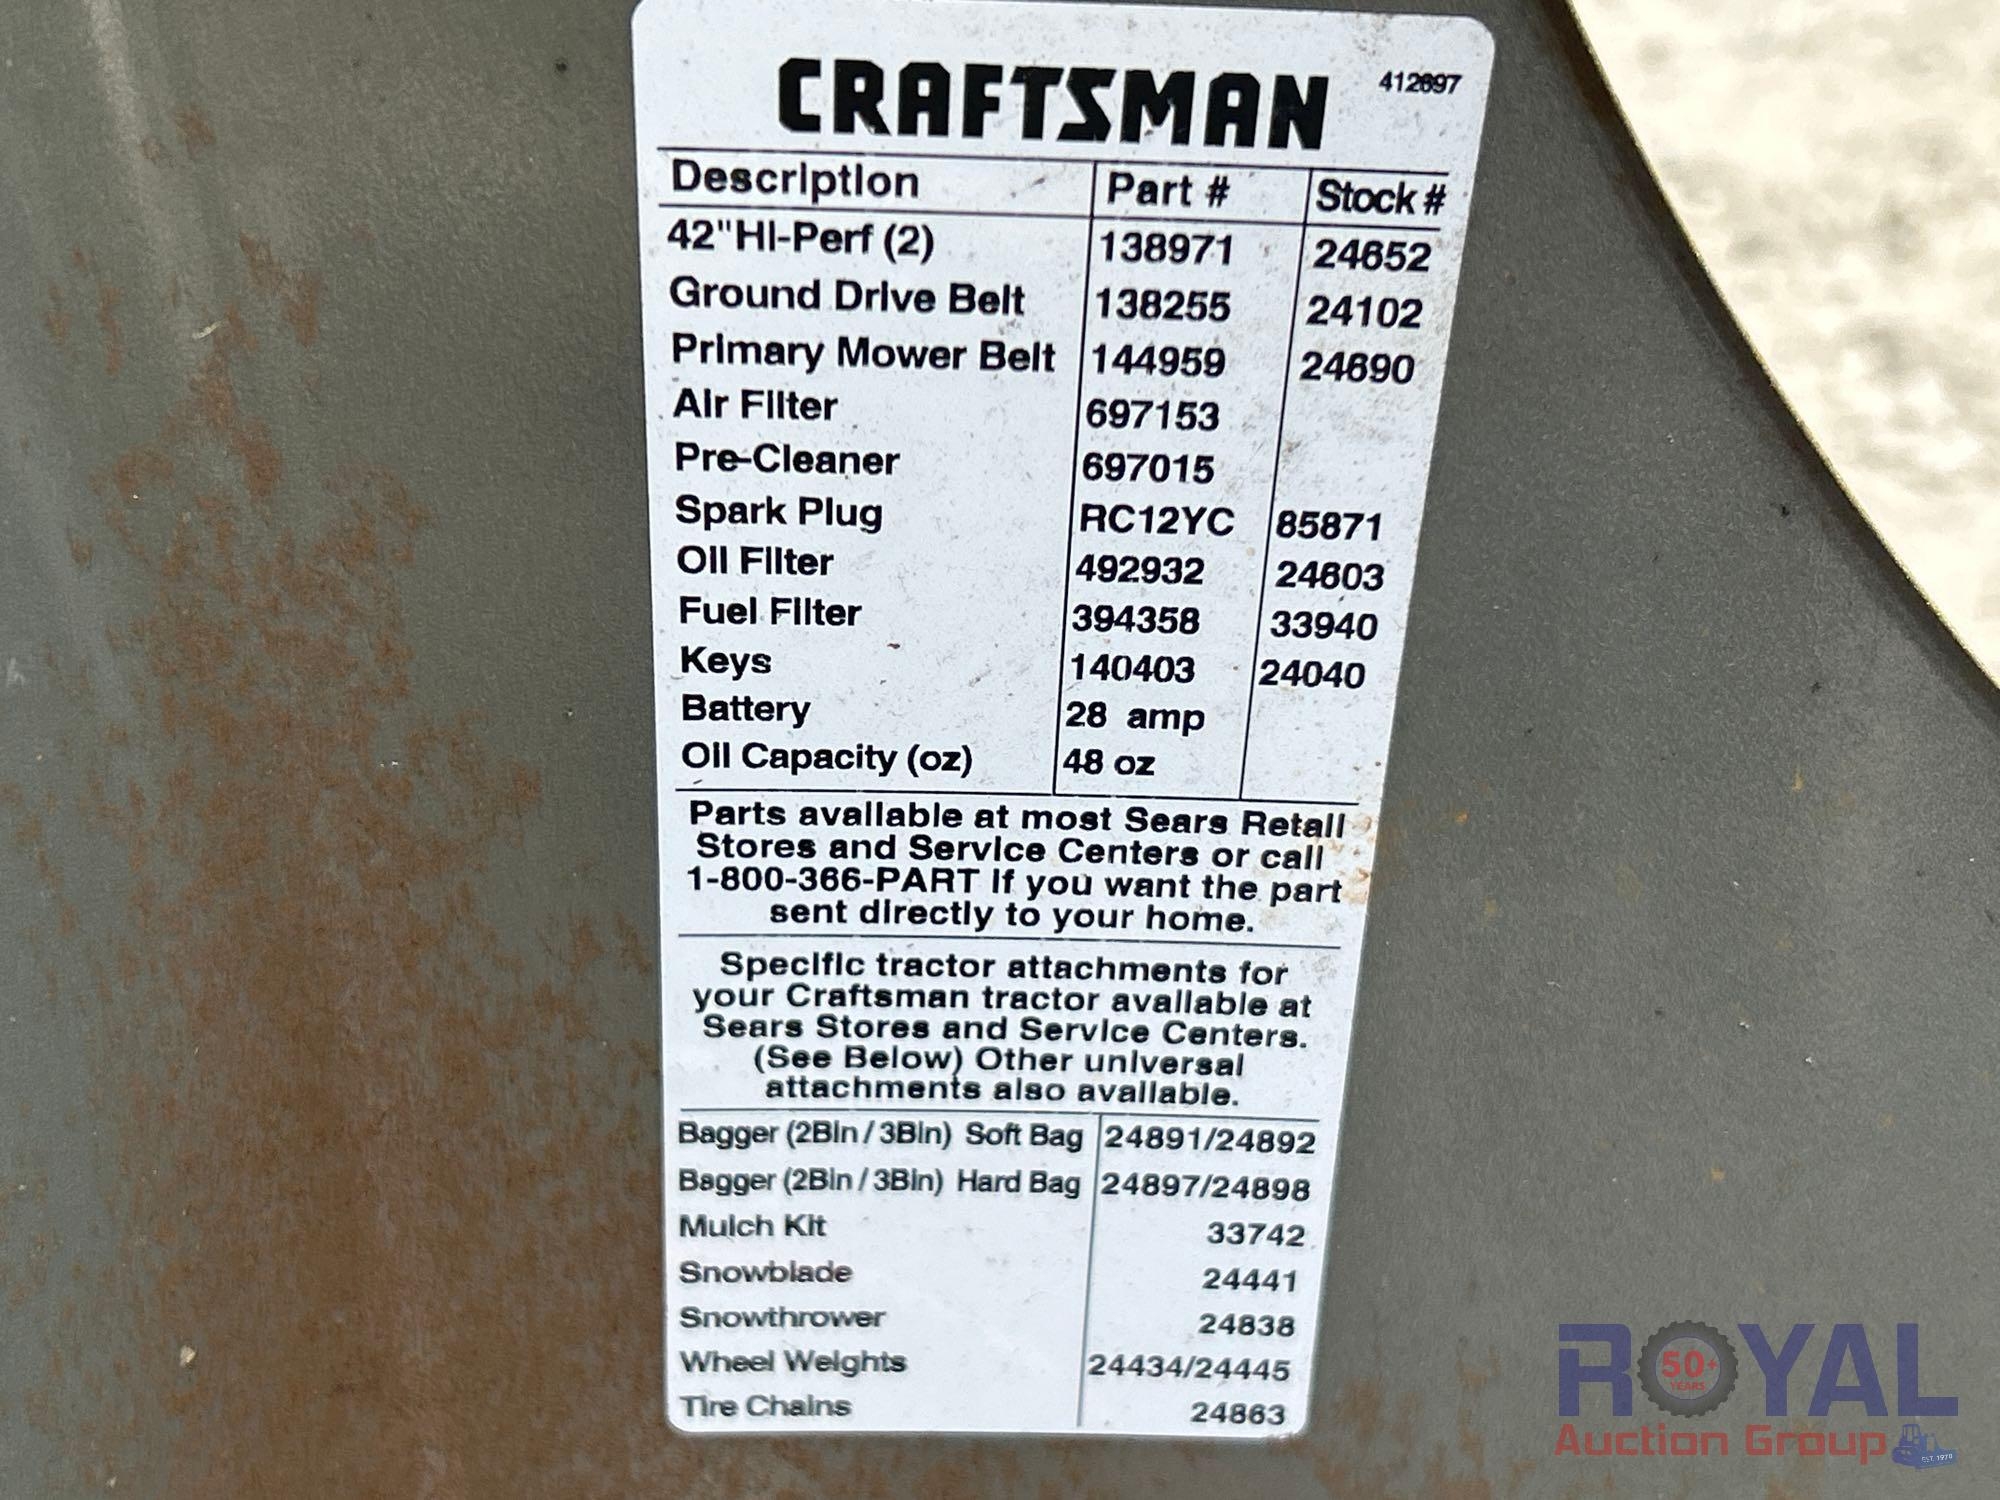 CRAFTSMAN 412697
Description Part # Stock #
42"Hi-Perf (2) 138971 24652
Ground Drive Belt 138255 24102
Primary Mower Belt 144959 24690
Air Filter 697153
Pre-Cleaner 697015
Spark Plug RC12YC 85871
Oil Filter 492932 24603
Fuel Filter 394358 33940
Keys 140403 24040
Battery 28 amp
Oil Capacity (oz) 48 oz
Parts available at most Sears Retail
Stores and Service Centers or call
1-800-366-PART if you want the part
sent directly to your home.
Specific tractor attachments for
your Craftsman tractor available at
Sears Stores and Service Centers.
(See Below) Other universal
attachments also available.
Bagger (2Bin/3Bin) Soft Bag 24891/24892
Bagger (2Bin/3Bin) Hard Bag 24897/24898
Mulch Kit 33742
Snowblade 24441
Snowthrower 24838
Wheel Weights 24434/24445
Tire Chains 24863
ROYAL
50+
YEARS
Auction Group
EST. 1970